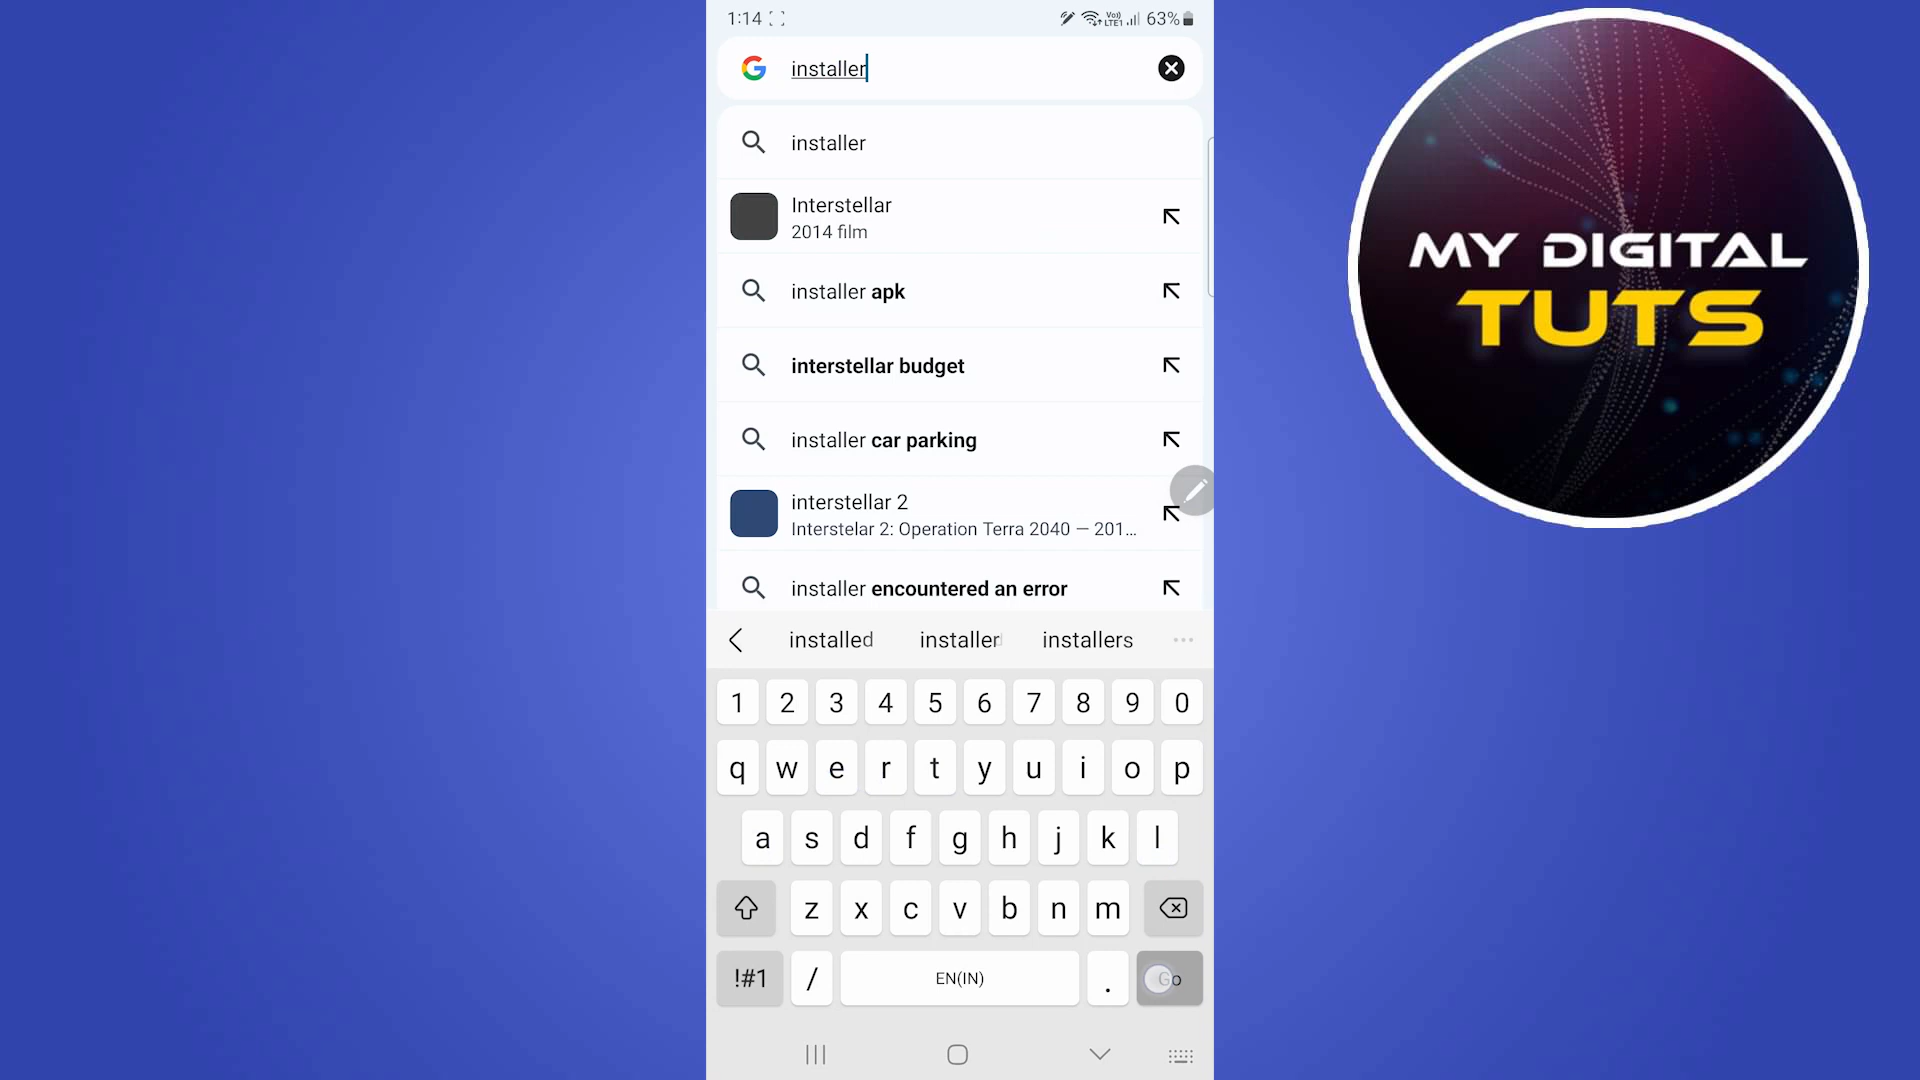 1:14
Vo)) LTE1 63%
installer
installer
Interstellar
2014 film
installer apk
interstellar budget
installer car parking
interstellar 2
Interstelar 2: Operation Terra 2040 — 201...
installer encountered an error
installed installer installers
1 2 3 4 5 6 7 8 9 0
q w e r t y u i o p
a s d f g h j k l
z x c v b n m
!#1 / EN(IN) . Go
MY DIGITAL
TUTS